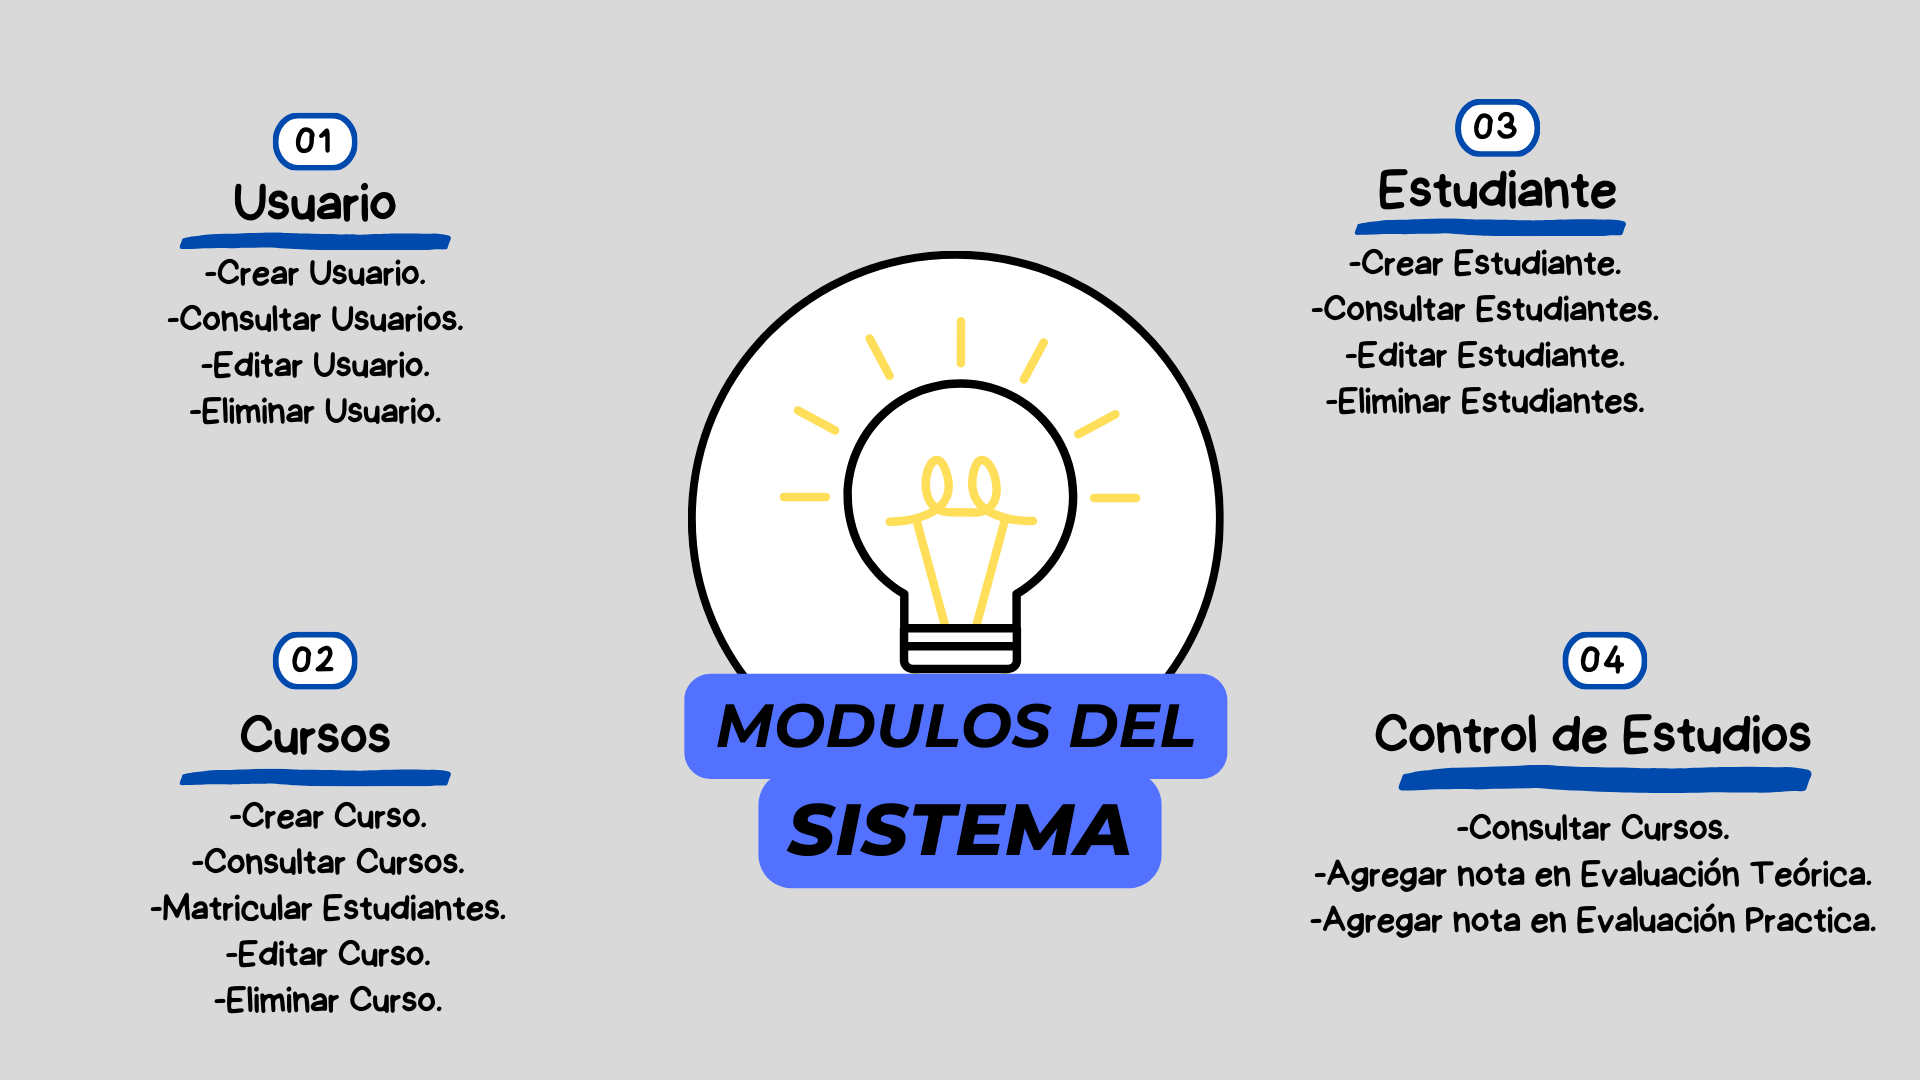 01
Usuario
-Crear Usuario.
-Consultar Usuarios.
-Editar Usuario.
-Eliminar Usuario.
02
Cursos
-Crear Curso.
-Consultar Cursos.
-Matricular Estudiantes.
-Editar Curso.
-Eliminar Curso.
MODULOS DEL
SISTEMA
03
Estudiante
-Crear Estudiante.
-Consultar Estudiantes.
-Editar Estudiante.
-Eliminar Estudiantes.
04
Control de Estudios
-Consultar Cursos.
-Agregar nota en Evaluación Teórica.
-Agregar nota en Evaluación Practica.